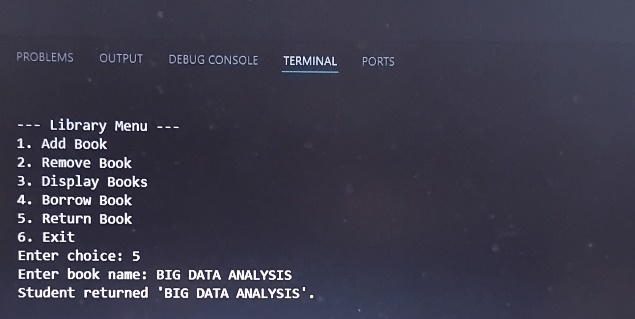 PROBLEMS OUTPUT DEBUG CONSOLE TERMINAL PORTS
--- Library Menu ---
1. Add Book
2. Remove Book
3. Display Books
4. Borrow Book
5. Return Book
6. Exit
Enter choice: 5
Enter book name: BIG DATA ANALYSIS
Student returned 'BIG DATA ANALYSIS'.